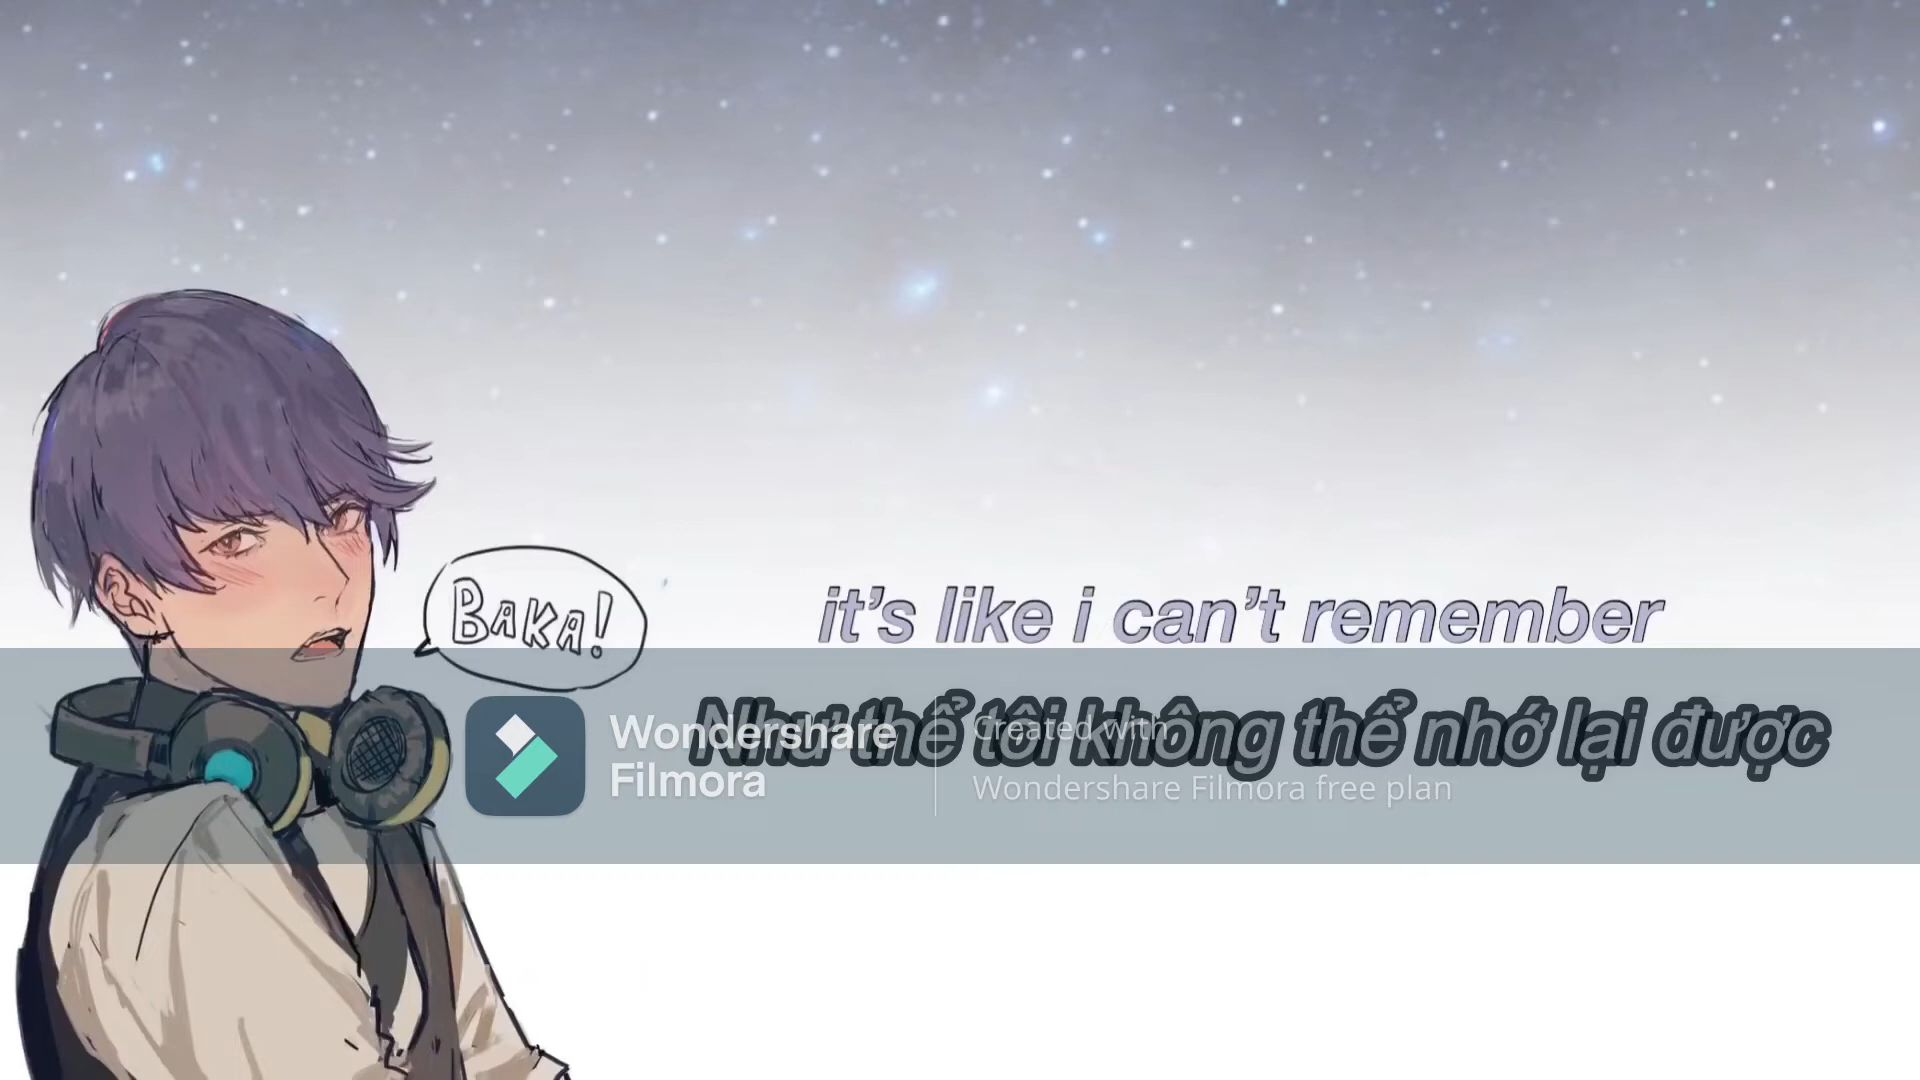 BAKA!
it's like i can't remember
Như thể tôi không thể nhớ lại được
Wondershare
Filmora
Created with
Wondershare Filmora free plan